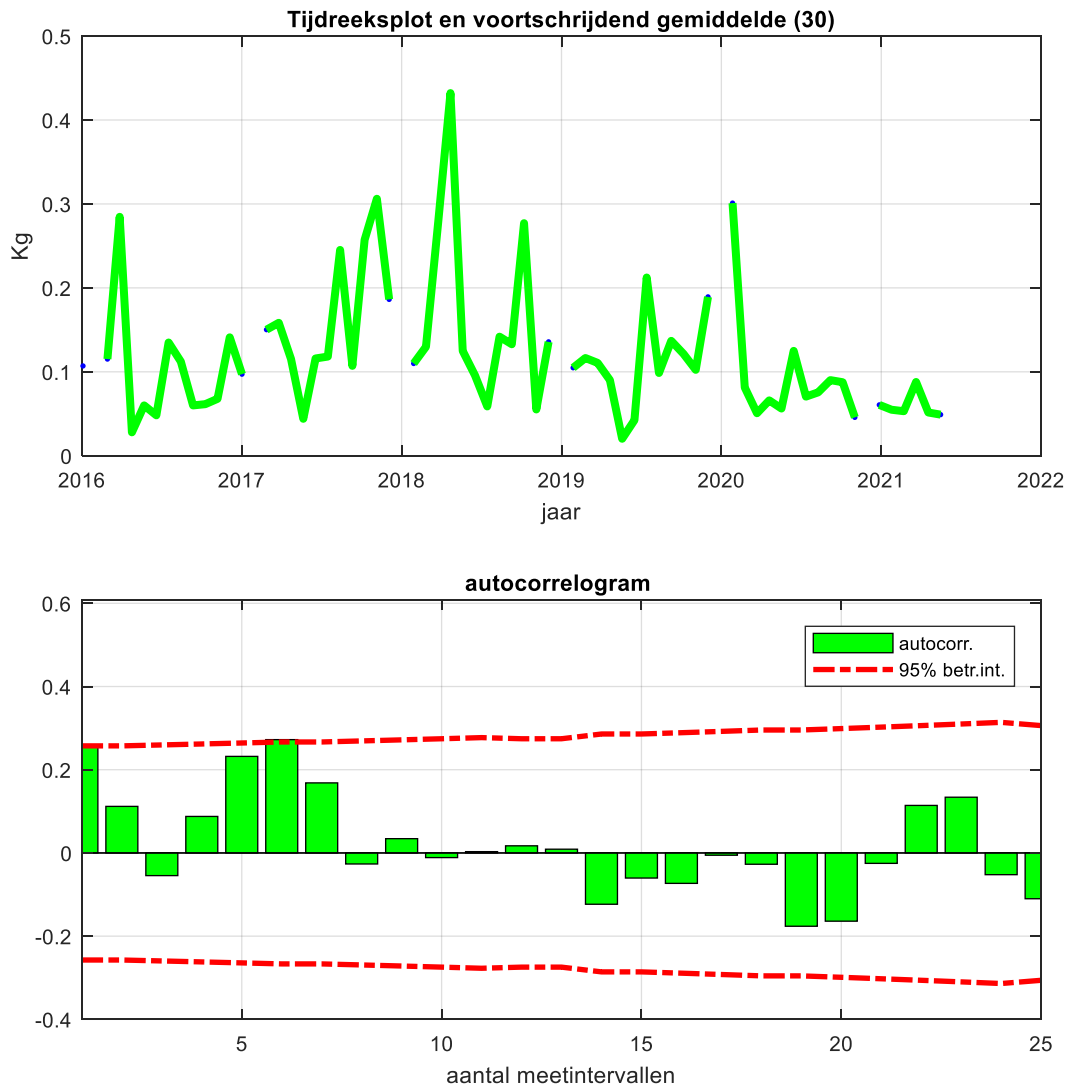 Tijdreeksplot en voortschrijdend gemiddelde (30)
0.5
0.4
0.3
0.2
0.1
0
Kg
2016 2017 2018 2019 2020 2021 2022
jaar
autocorrelogram
0.6
0.4
0.2
0
-0.2
-0.4
autocorr.
95% betr.int.
5 10 15 20 25
aantal meetintervallen